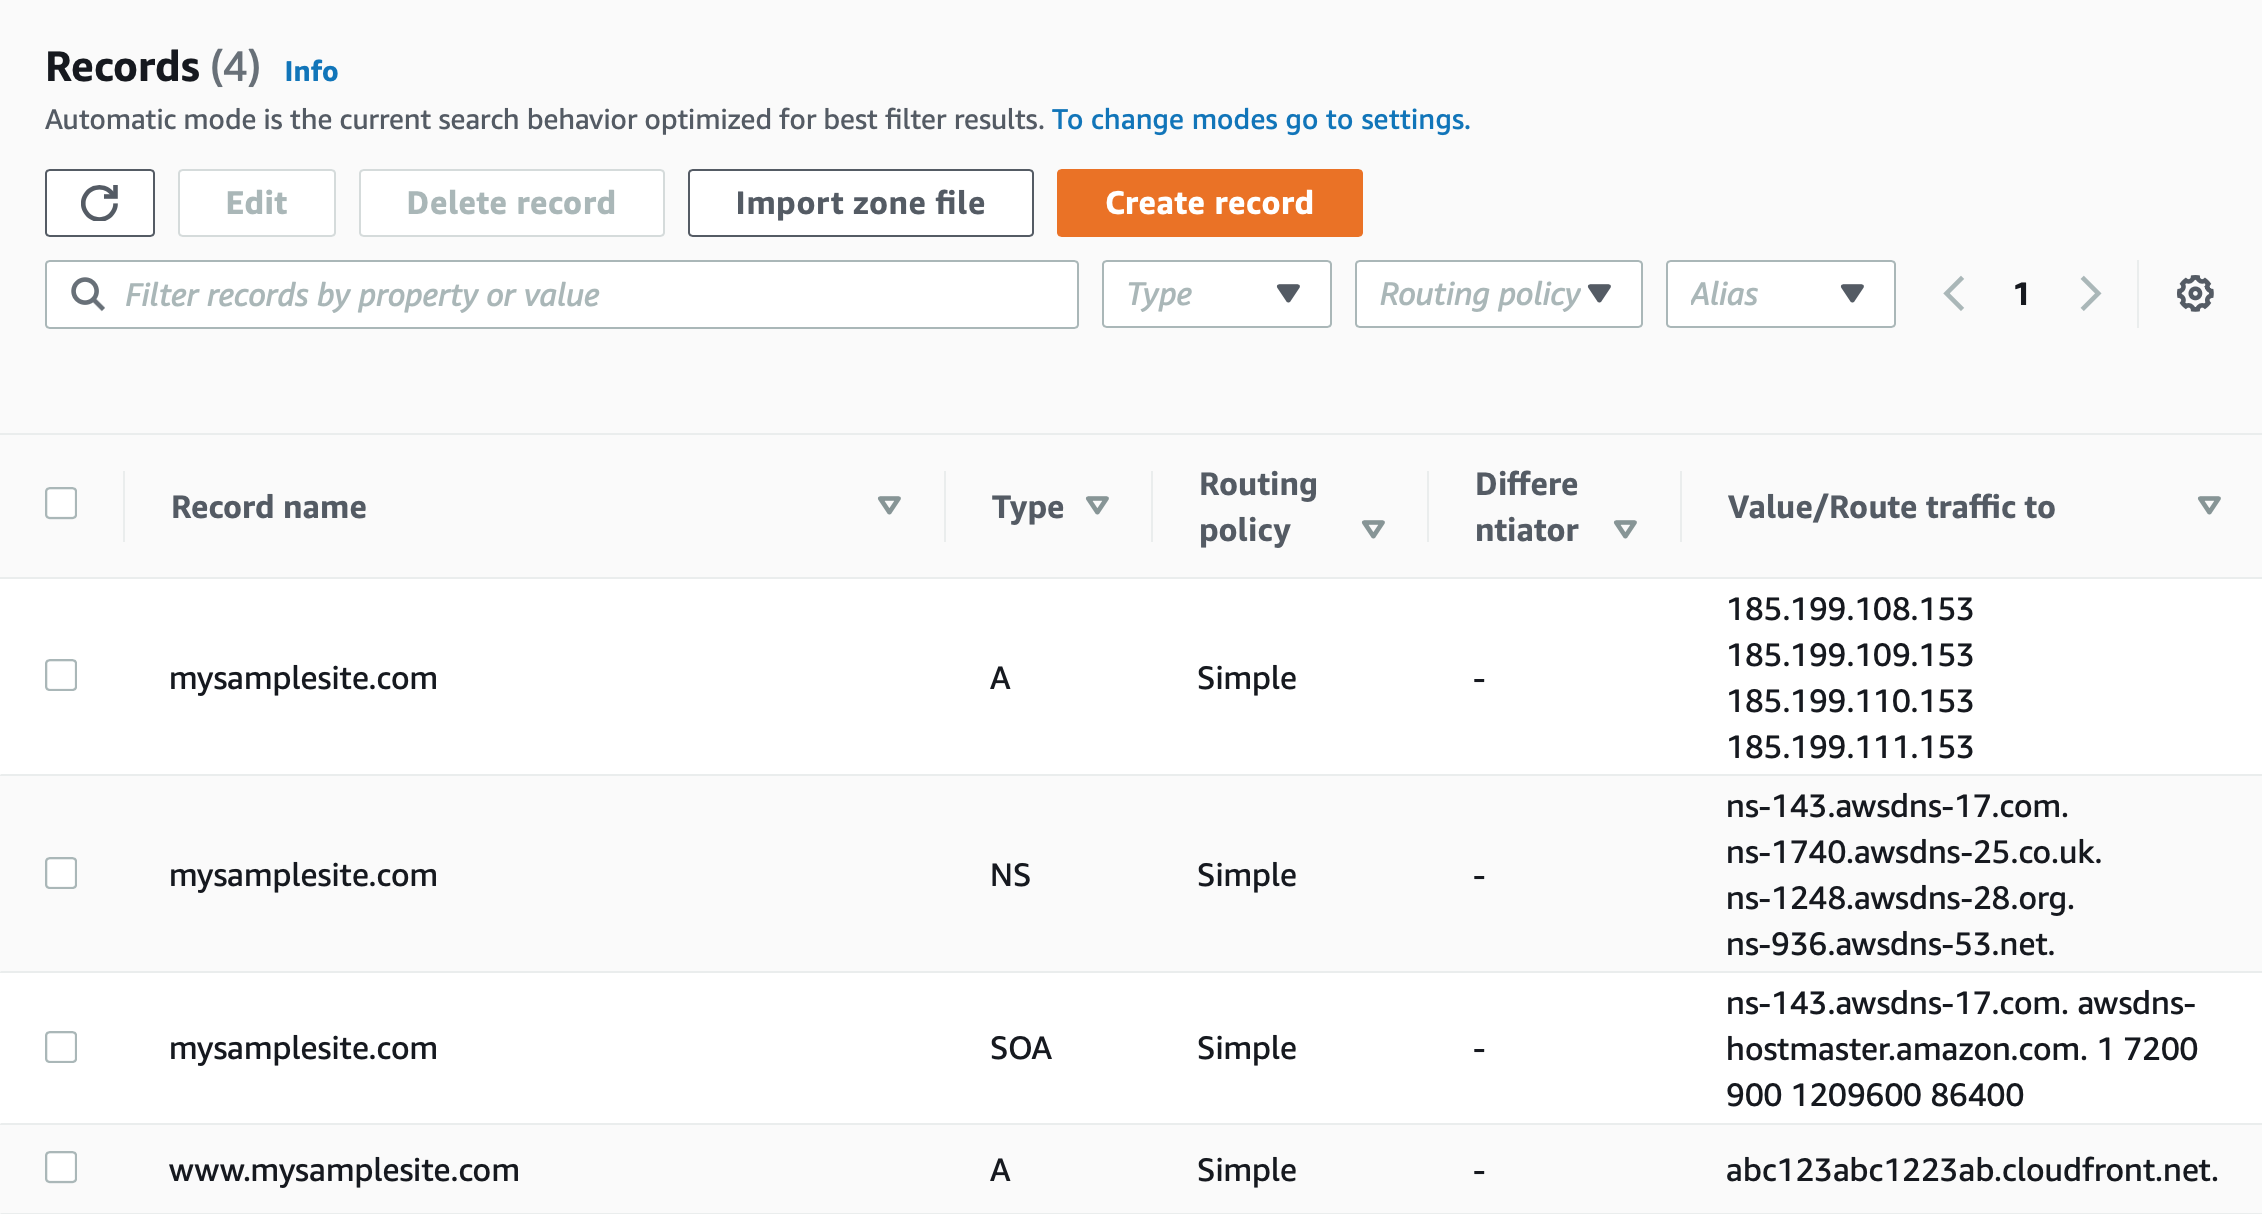 Records (4) Info
Automatic mode is the current search behavior optimized for best filter results. To change modes go to settings.
Edit Delete record Import zone file Create record
Filter records by property or value Type Routing policy Alias 1
Record name Type Routing policy Differentiator Value/Route traffic to
mysamplesite.com A Simple - 185.199.108.153
185.199.109.153
185.199.110.153
185.199.111.153
mysamplesite.com NS Simple - ns-143.awsdns-17.com.
ns-1740.awsdns-25.co.uk.
ns-1248.awsdns-28.org.
ns-936.awsdns-53.net.
mysamplesite.com SOA Simple - ns-143.awsdns-17.com. awsdns-
hostmaster.amazon.com. 1 7200
900 1209600 86400
www.mysamplesite.com A Simple - abc123abc1223ab.cloudfront.net.